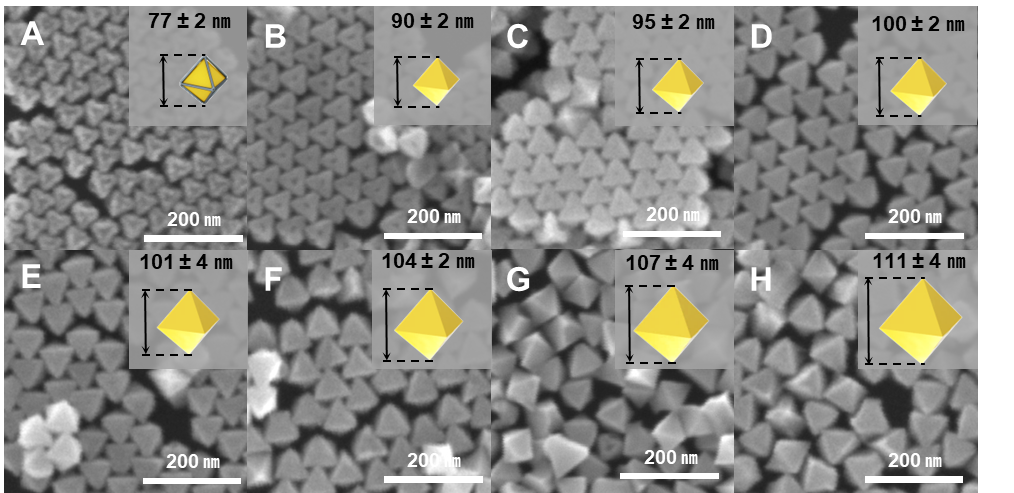 A 77 ± 2 nm
200 nm
B 90 ± 2 nm
200 nm
C 95 ± 2 nm
200 nm
D 100 ± 2 nm
200 nm
E 101 ± 4 nm
200 nm
F 104 ± 2 nm
200 nm
G 107 ± 4 nm
200 nm
H 111 ± 4 nm
200 nm